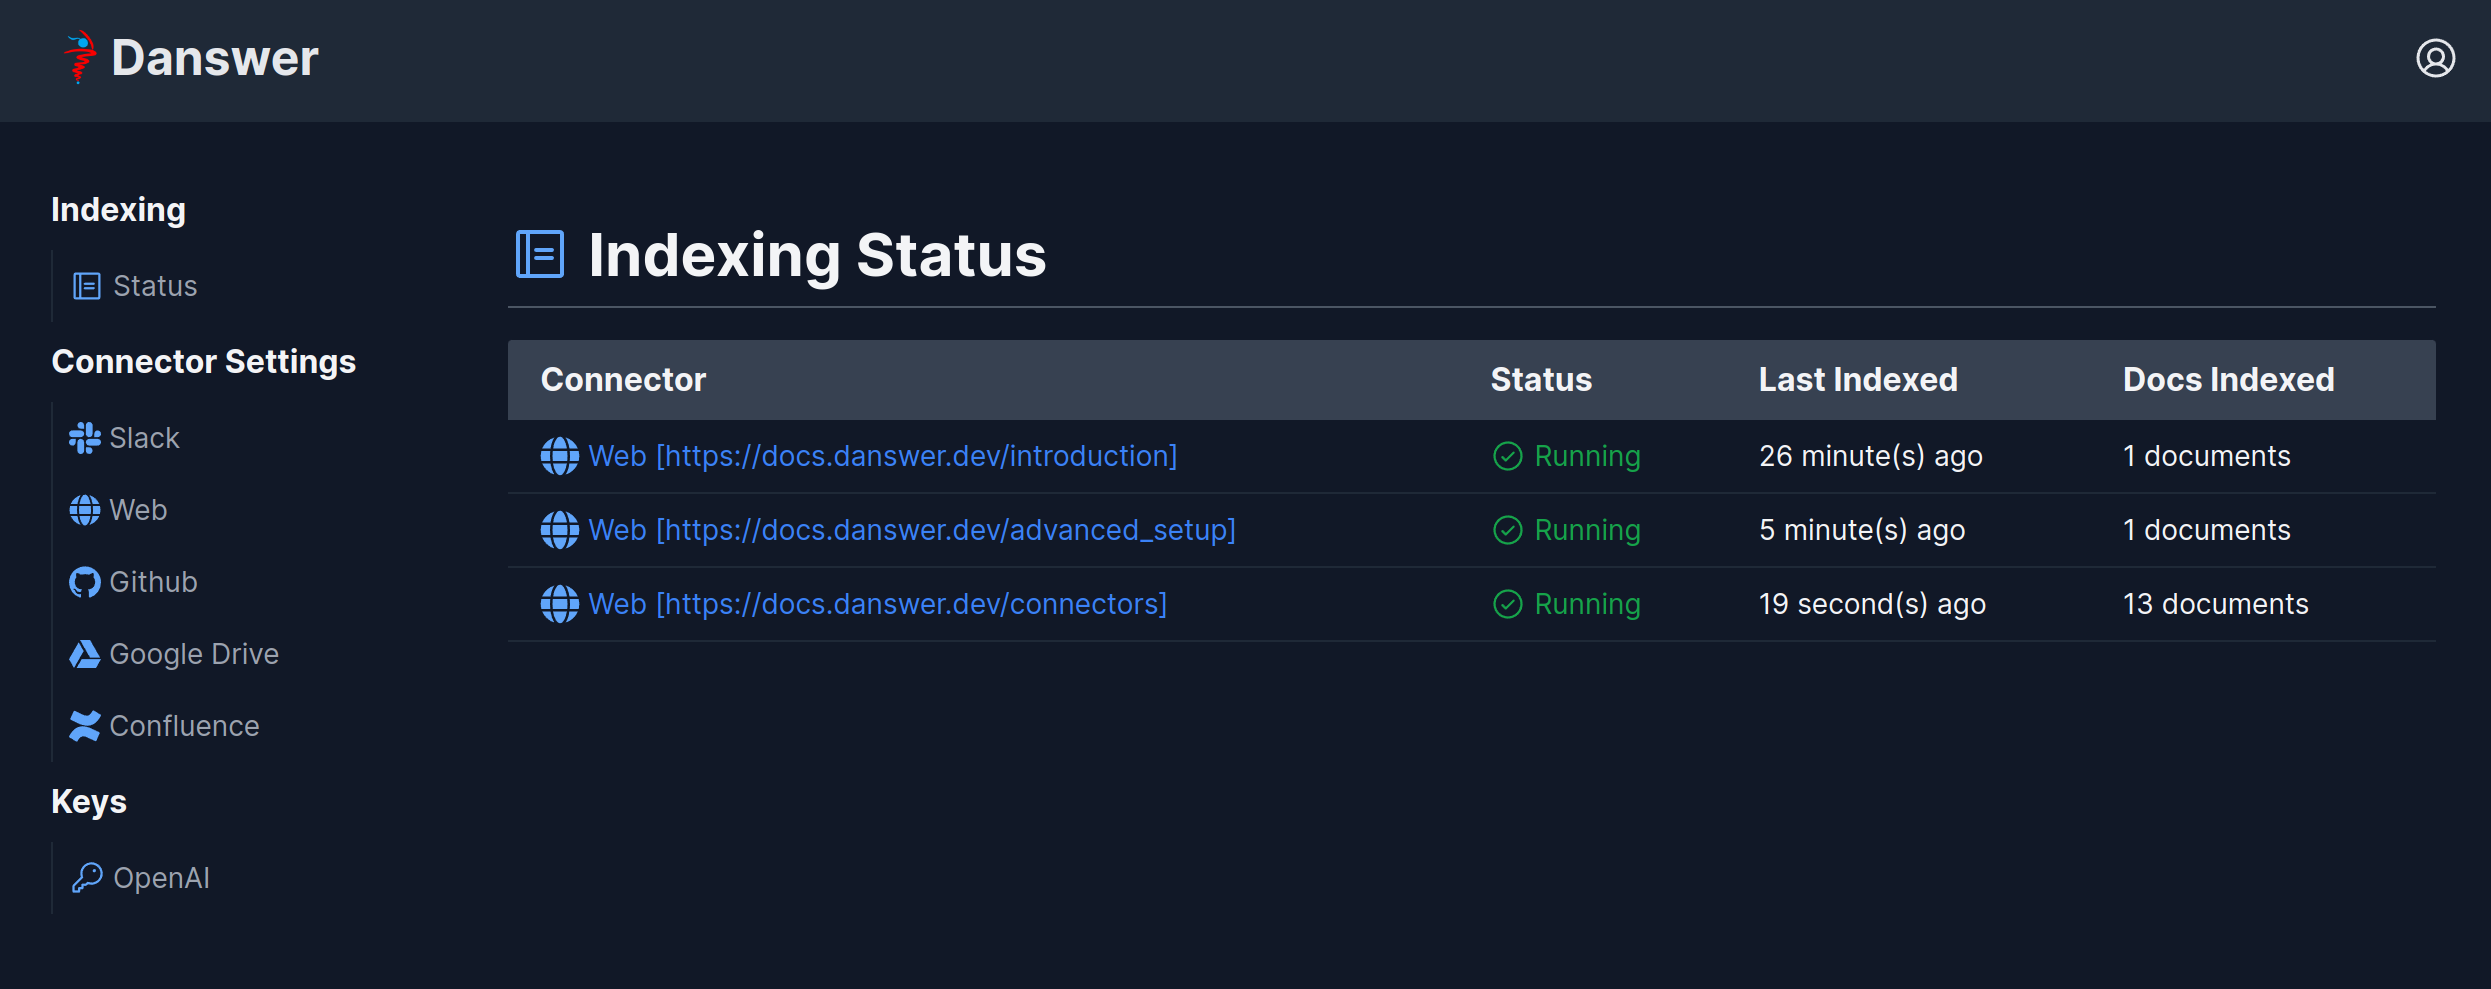 Danswer
Indexing
Status
Connector Settings
Slack
Web
Github
Google Drive
Confluence
Keys
OpenAI
Indexing Status
Connector Status Last Indexed Docs Indexed
Web [https://docs.danswer.dev/introduction] Running 26 minute(s) ago 1 documents
Web [https://docs.danswer.dev/advanced_setup] Running 5 minute(s) ago 1 documents
Web [https://docs.danswer.dev/connectors] Running 19 second(s) ago 13 documents